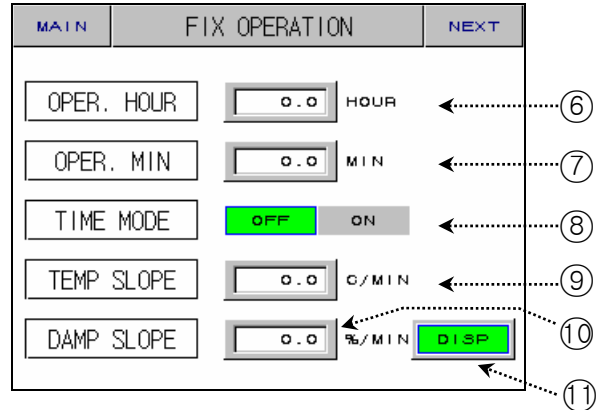 MAIN FIX OPERATION NEXT
OPER. HOUR 0.0 HOUR ⑥
OPER. MIN 0.0 MIN ⑦
TIME MODE OFF ON ⑧
TEMP SLOPE 0.0 C/MIN ⑨
DAMP SLOPE 0.0 %/MIN DISP ⑩
⑪